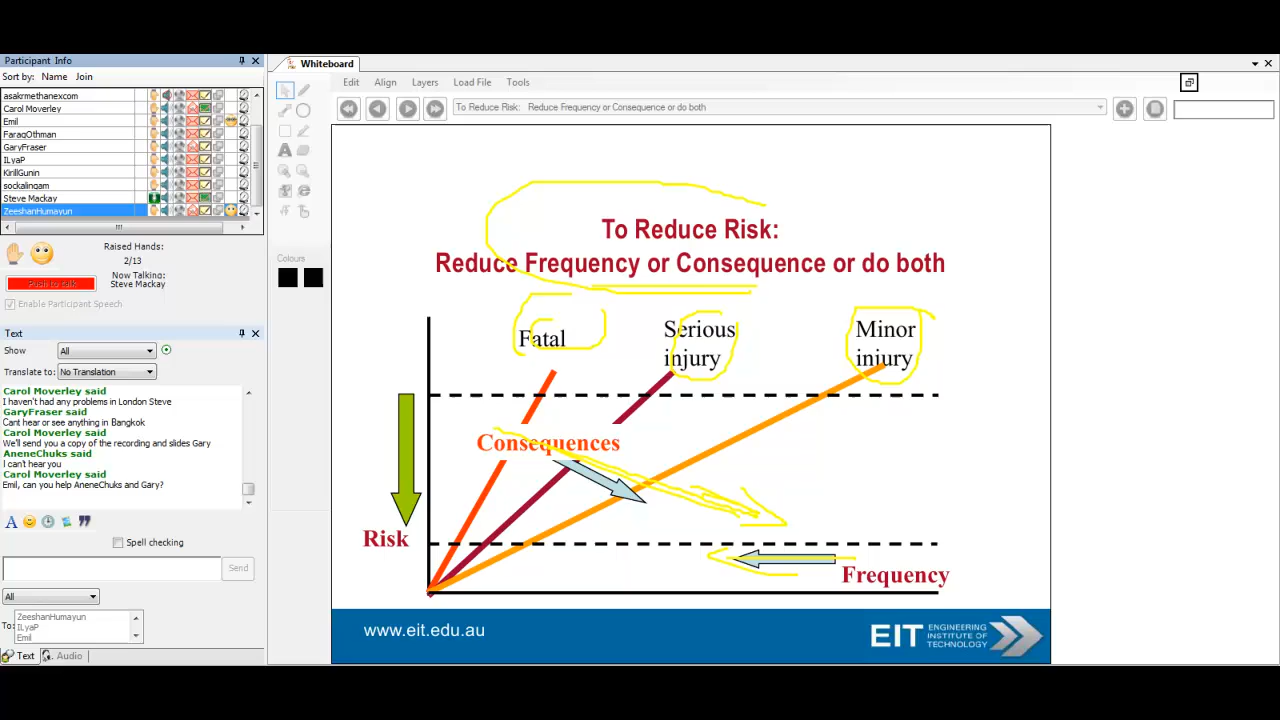 Participant Info
Sort by: Name Join
asakrmethanexcom
Carol Moverley
Emil
FaraqOthman
GaryFraser
ILyaP
KirillGunin
sockalingam
Steve Mackay
ZeeshanHumayun
Raised Hands:
2/13
Now Talking:
Steve Mackay
Push to talk
Enable Participant Speech
Text
Show All
Translate to: No Translation
Carol Moverley said
I haven't had any problems in London Steve
GaryFraser said
Cant hear or see anything in Bangkok
Carol Moverley said
We'll send you a copy of the recording and slides Gary
AneneChuks said
I can't hear you
Carol Moverley said
Emil, can you help AneneChuks and Gary?
Spell checking
Send
All
To:
ZeeshanHumayun
ILyaP
Emil
Text Audio
Whiteboard
Edit Align Layers Load File Tools
To Reduce Risk: Reduce Frequency or Consequence or do both
Colours
To Reduce Risk:
Reduce Frequency or Consequence or do both
Fatal
Serious
injury
Minor
injury
Consequences
Risk
Frequency
www.eit.edu.au
EIT
ENGINEERING
INSTITUTE OF
TECHNOLOGY